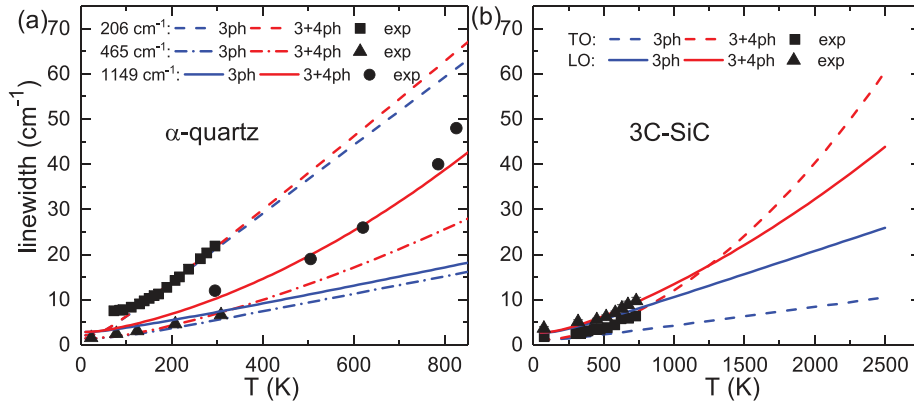 (a)
206 cm⁻¹: 3ph 3+4ph exp
465 cm⁻¹: 3ph 3+4ph exp
1149 cm⁻¹: 3ph 3+4ph exp
α-quartz
linewidth (cm⁻¹)
70
60
50
40
30
20
10
0
0 200 400 600 800
T (K)
(b)
TO: 3ph 3+4ph exp
LO: 3ph 3+4ph exp
3C-SiC
70
60
50
40
30
20
10
0
0 500 1000 1500 2000 2500
T (K)